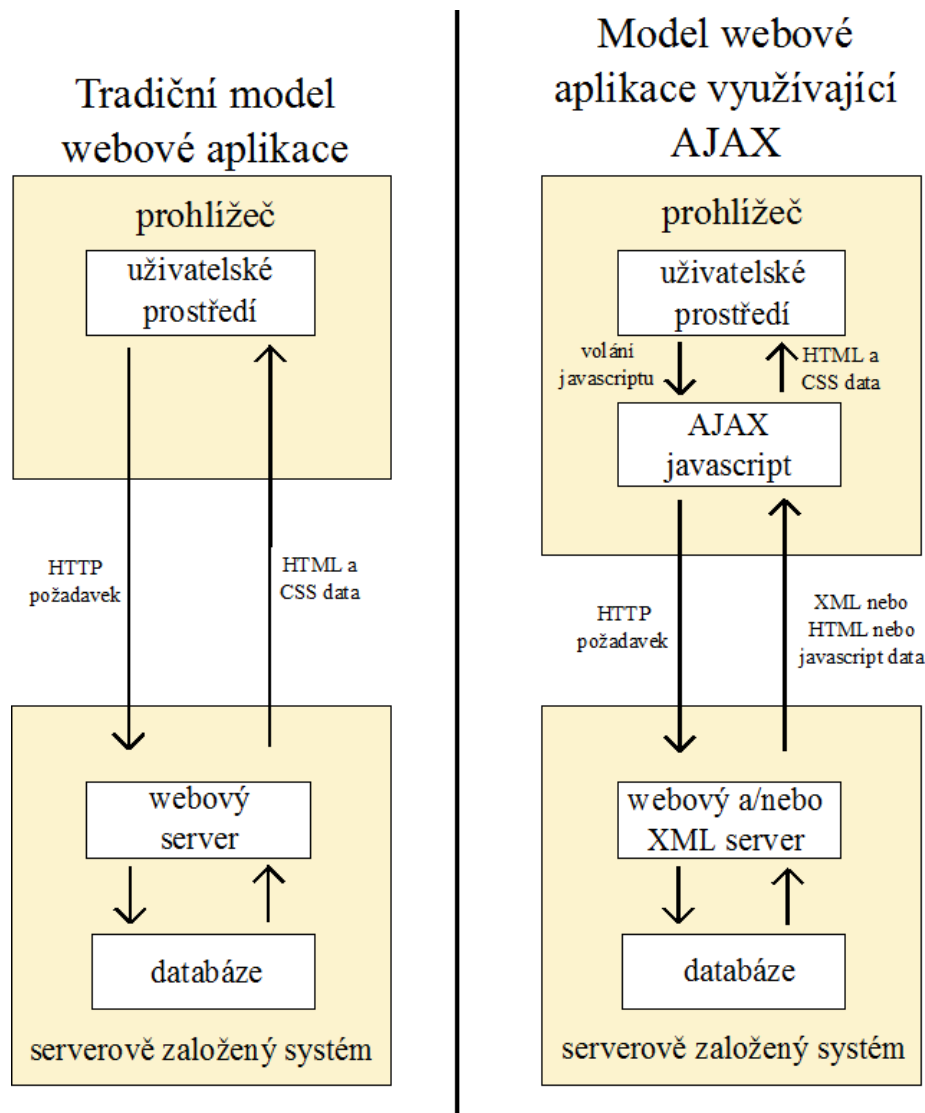 Tradiční model
webové aplikace
prohlížeč
uživatelské
prostředí
HTTP
požadavek
HTML a
CSS data
webový
server
databáze
serverově založený systém
Model webové
aplikace využívající
AJAX
prohlížeč
uživatelské
prostředí
volání
javascriptu
HTML a
CSS data
AJAX
javascript
HTTP
požadavek
XML nebo
HTML nebo
javascript data
webový a/nebo
XML server
databáze
serverově založený systém